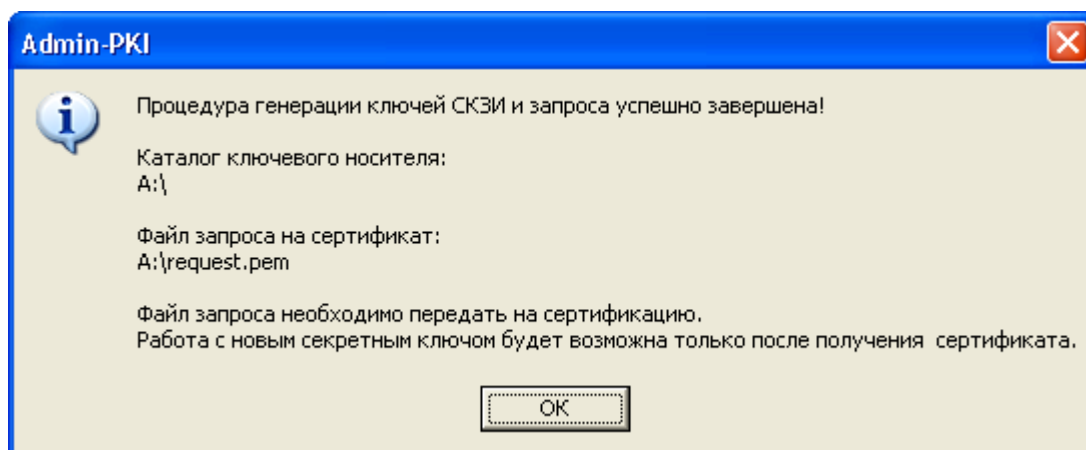 Admin-PKI
Процедура генерации ключей СКЗИ и запроса успешно завершена!
Каталог ключевого носителя:
A:\
Файл запроса на сертификат:
A:\request.pem
Файл запроса необходимо передать на сертификацию.
Работа с новым секретным ключом будет возможна только после получения  сертификата.
OK